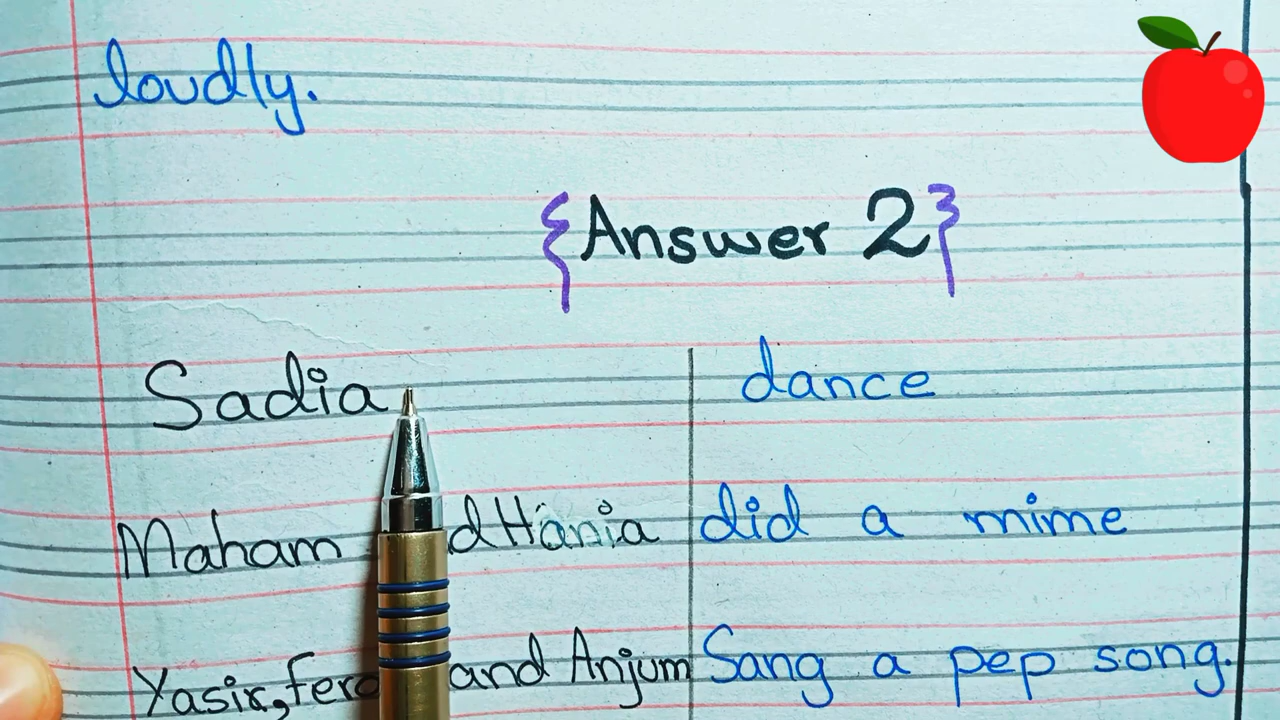 loudly.
{Answer 2}
Sadia dance
Maham Hania did a mime
Yasir, and Anjum Sang a pep song.